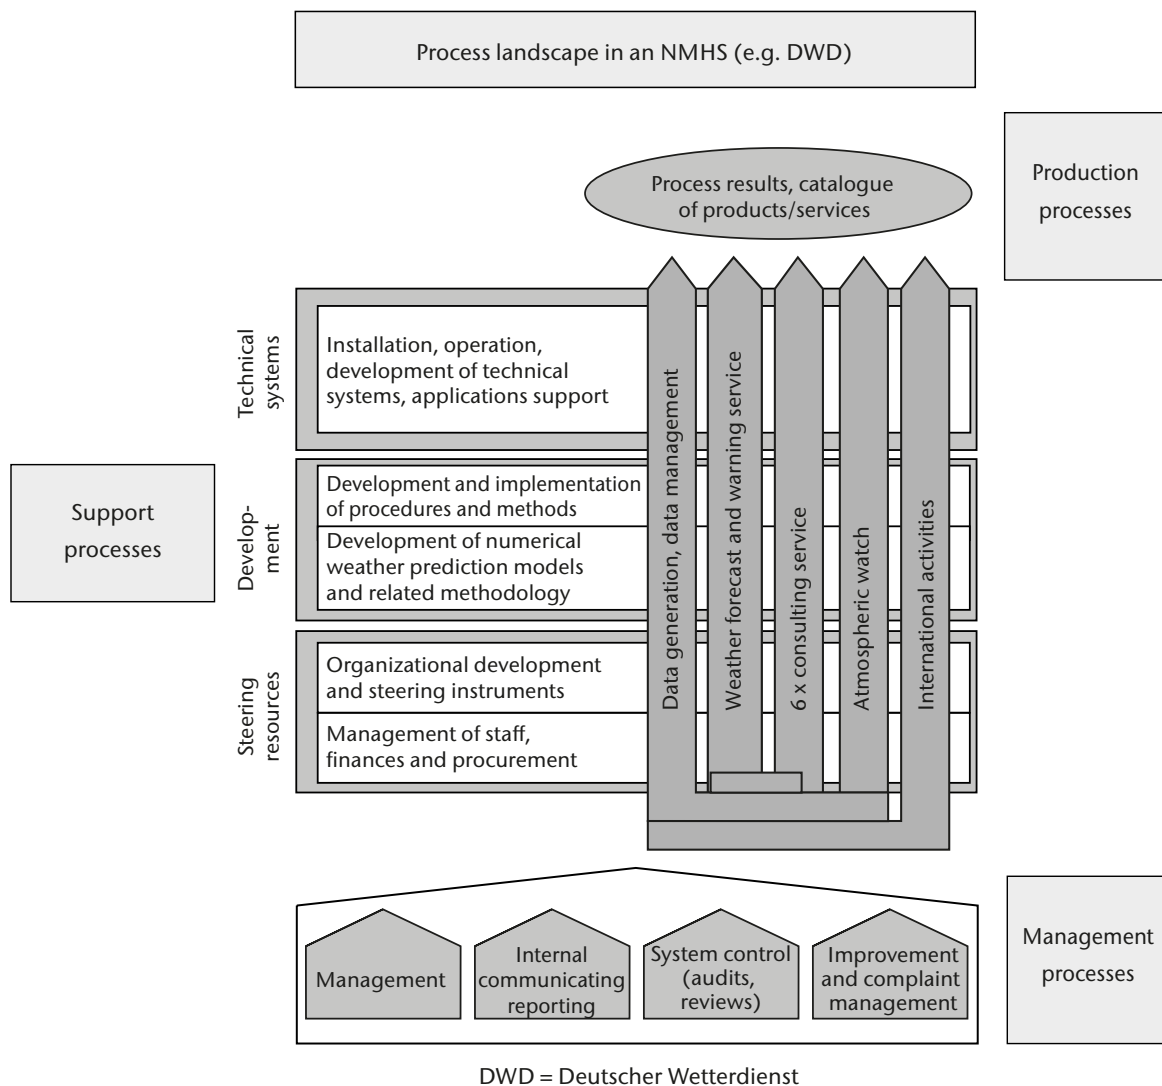 Process landscape in an NMHS (e.g. DWD)
Production
processes
Process results, catalogue
of products/services
Technical
systems
Installation, operation,
development of technical
systems, applications support
Support
processes
Develop-
ment
Development and implementation
of procedures and methods
Development of numerical
weather prediction models
and related methodology
Steering
resources
Organizational development
and steering instruments
Management of staff,
finances and procurement
Data generation, data management
Weather forecast and warning service
6 x consulting service
Atmospheric watch
International activities
Management
Internal
communicating
reporting
System control
(audits,
reviews)
Improvement
and complaint
management
Management
processes
DWD = Deutscher Wetterdienst